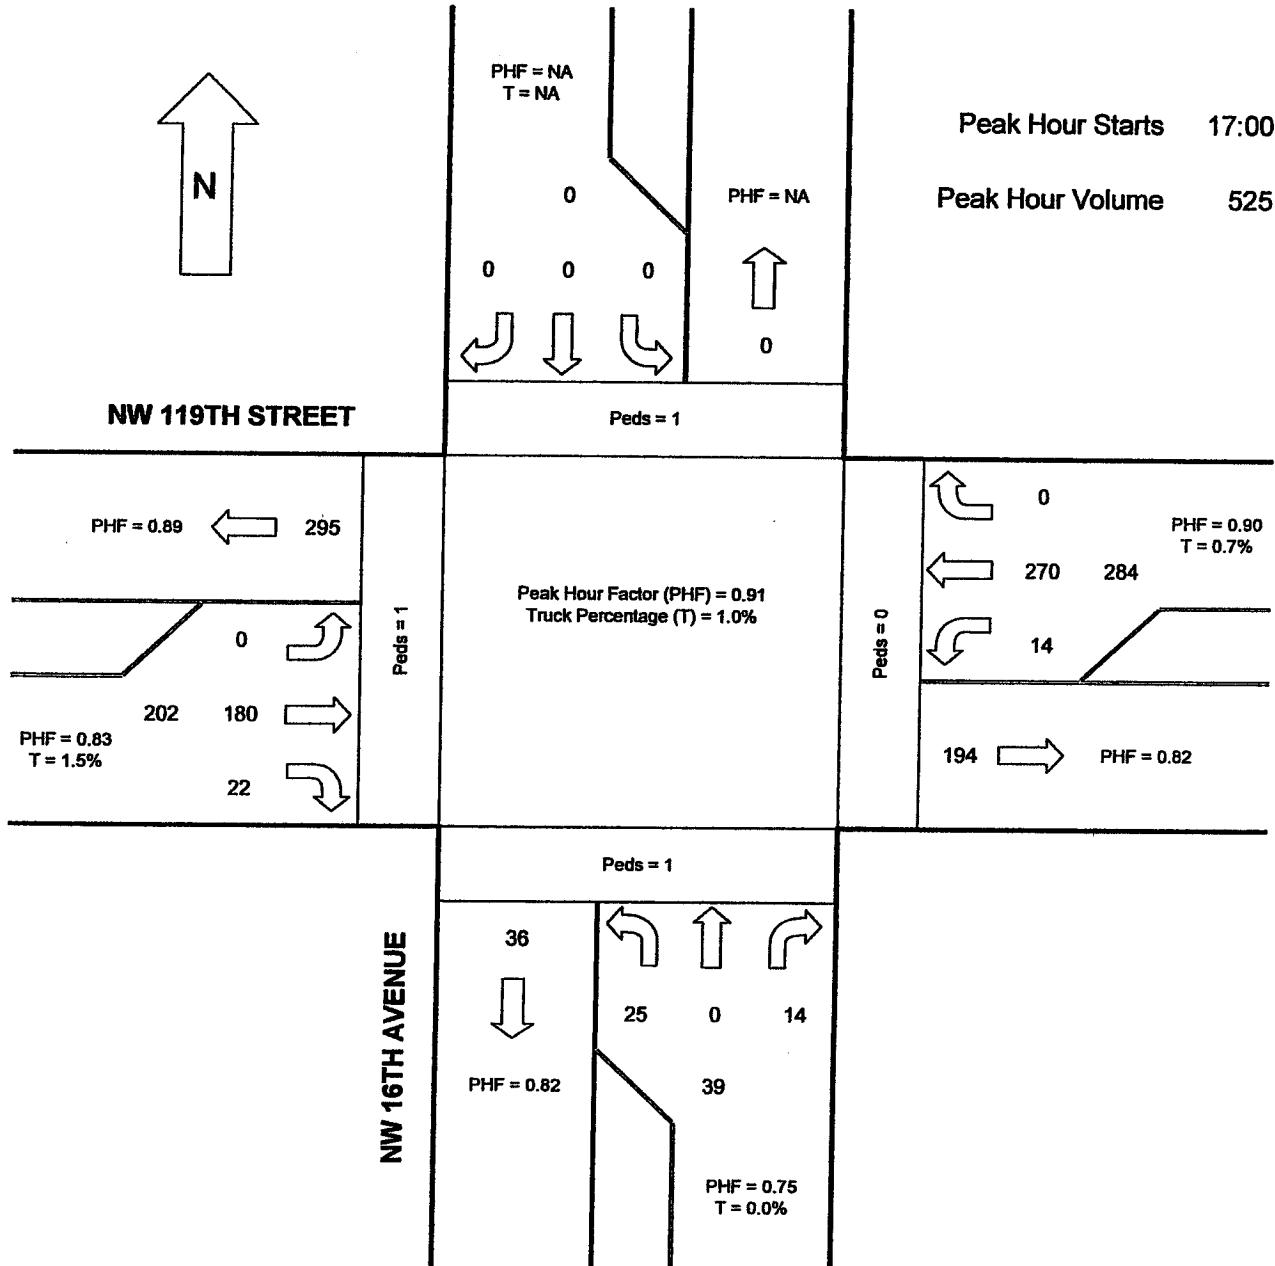 PHF = NA
T = NA
Peak Hour Starts 17:00
N
0
PHF = NA
Peak Hour Volume 525
0 0 0
0
NW 119TH STREET
Peds = 1
PHF = 0.89 295
0
PHF = 0.90
T = 0.7%
270 284
14
Peak Hour Factor (PHF) = 0.91
Truck Percentage (T) = 1.0%
Peds = 1
Peds = 0
0
202 180
PHF = 0.83
T = 1.5%
22
194 PHF = 0.82
Peds = 1
36
25 0 14
PHF = 0.82
39
NW 16TH AVENUE
PHF = 0.75
T = 0.0%